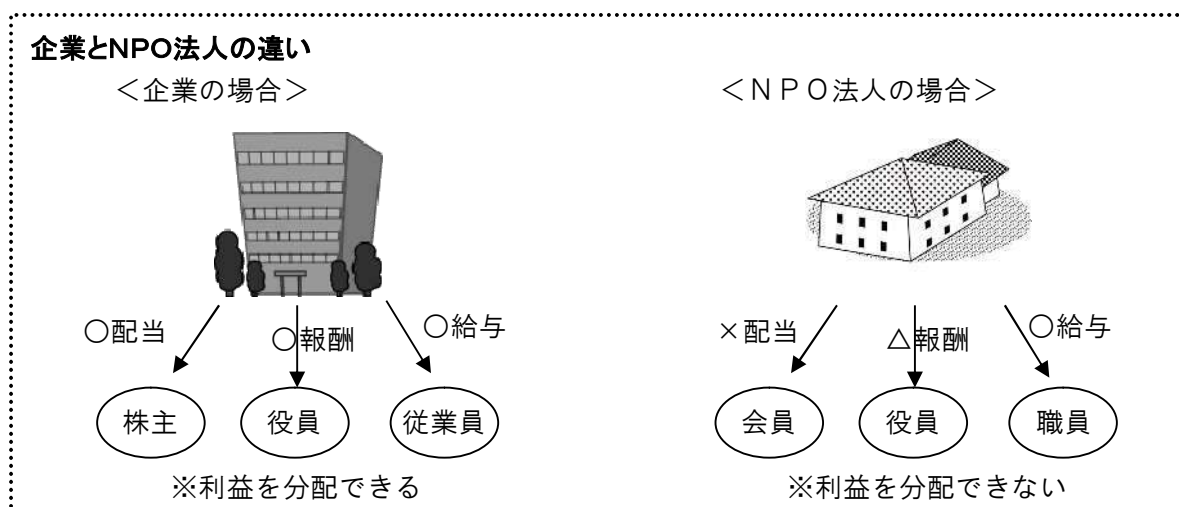 企業とNPO法人の違い
＜企業の場合＞
○配当
○報酬
○給与
株主
役員
従業員
※利益を分配できる
＜ＮＰＯ法人の場合＞
×配当
△報酬
○給与
会員
役員
職員
※利益を分配できない